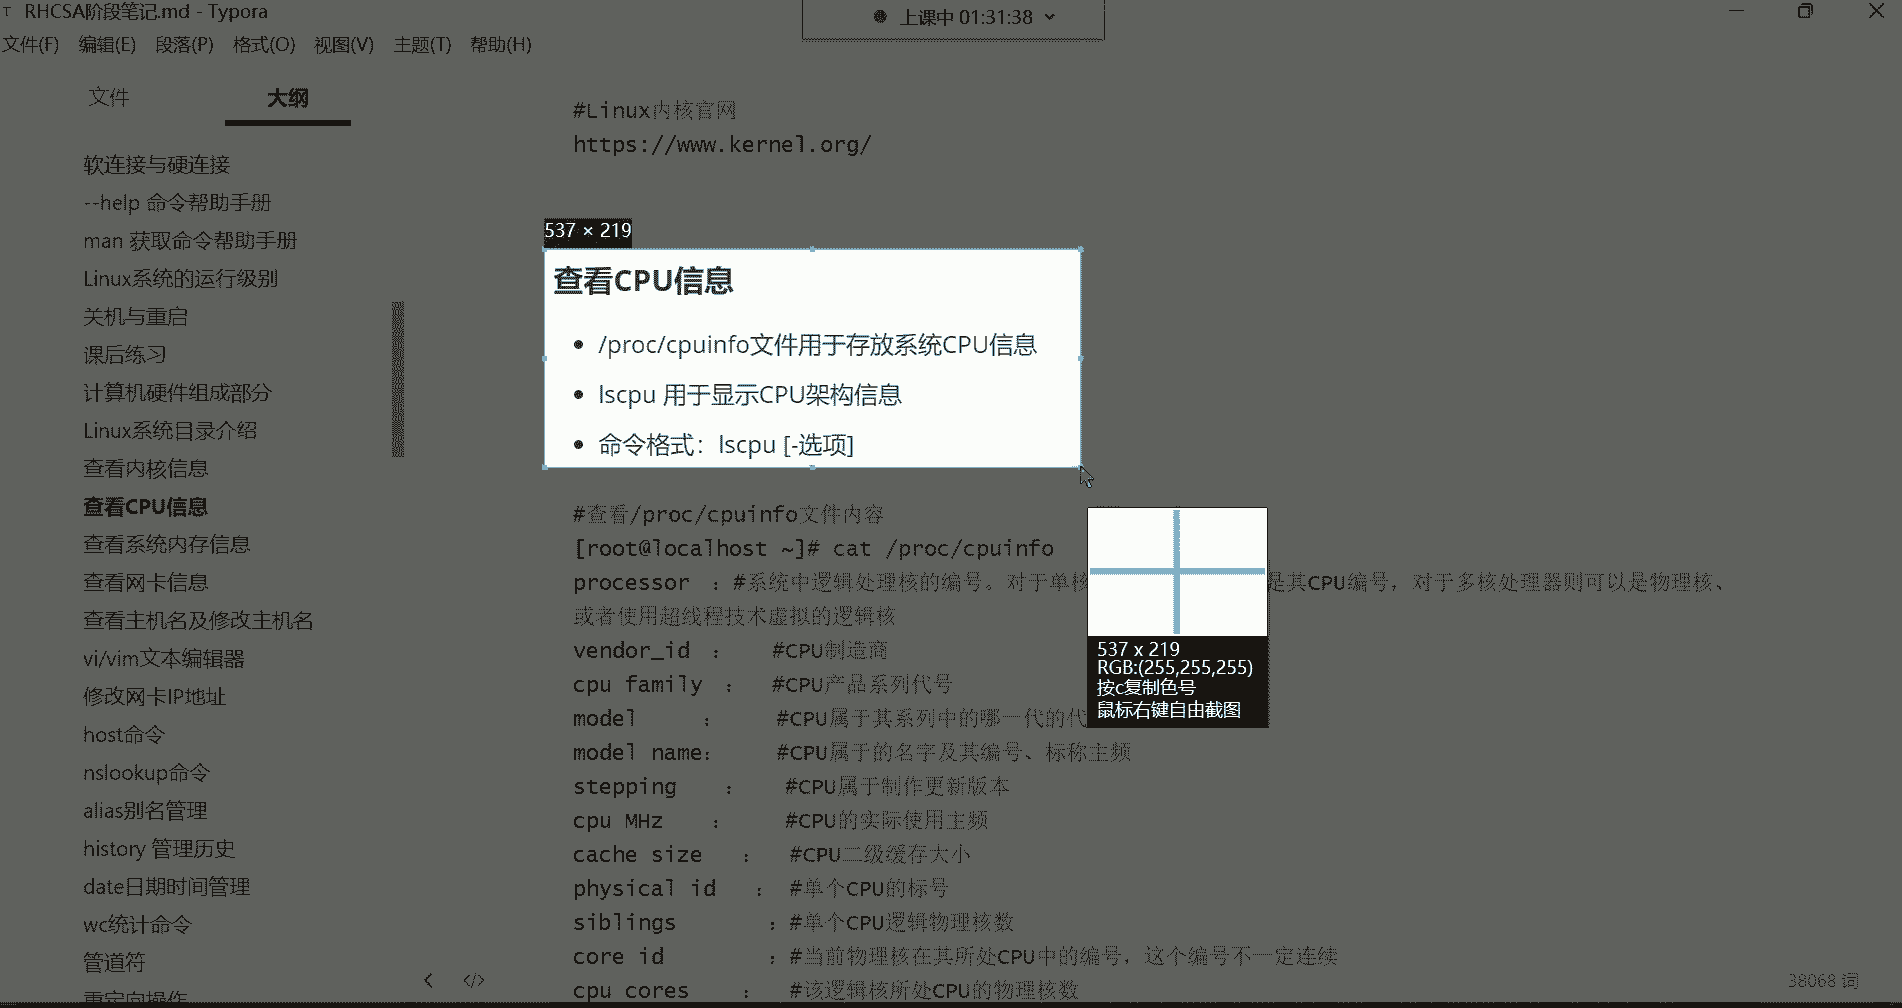 RHCSA阶段笔记.md - Typora
上课中 01:31:38
文件(F) 编辑(E) 段落(P) 格式(O) 视图(V) 主题(T) 帮助(H)
文件 大纲
软连接与硬连接
--help 命令帮助手册
man 获取命令帮助手册
Linux系统的运行级别
关机与重启
课后练习
计算机硬件组成部分
Linux系统目录介绍
查看内核信息
查看CPU信息
查看系统内存信息
查看网卡信息
查看主机名及修改主机名
vi/vim文本编辑器
修改网卡IP地址
host命令
nslookup命令
alias别名管理
history 管理历史
date日期时间管理
wc统计命令
管道符
重定向操作
#Linux内核官网
https://www.kernel.org/
537 × 219
查看CPU信息
• /proc/cpuinfo文件用于存放系统CPU信息
• lscpu 用于显示CPU架构信息
• 命令格式：lscpu [-选项]
#查看/proc/cpuinfo文件内容
[root@localhost ~]# cat /proc/cpuinfo
processor ：#系统中逻辑处理核的编号。对于单核 是其CPU编号，对于多核处理器则可以是物理核、
或者使用超线程技术虚拟的逻辑核
vendor_id ： #CPU制造商
cpu family ： #CPU产品系列代号
model ： #CPU属于其系列中的哪一代的代
model name： #CPU属于的名字及其编号、标称主频
stepping ： #CPU属于制作更新版本
cpu MHz ： #CPU的实际使用主频
cache size ： #CPU二级缓存大小
physical id ： #单个CPU的标号
siblings ：#单个CPU逻辑物理核数
core id ：#当前物理核在其所处CPU中的编号，这个编号不一定连续
cpu cores ： #该逻辑核所处CPU的物理核数
537 x 219
RGB:(255,255,255)
按c复制色号
鼠标右键自由截图
38068 词